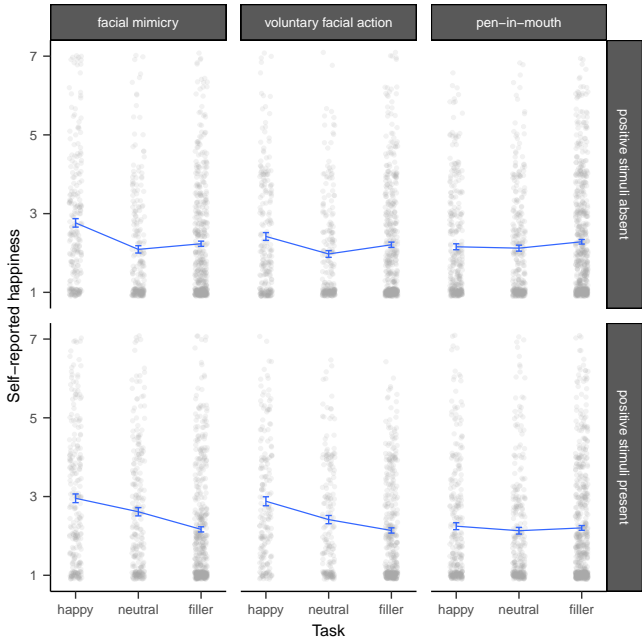 facial mimicry
voluntary facial action
pen−in−mouth
7
5
3
1
positive stimuli absent
Self−reported happiness
7
5
3
1
positive stimuli present
happy neutral filler
happy neutral filler
happy neutral filler
Task